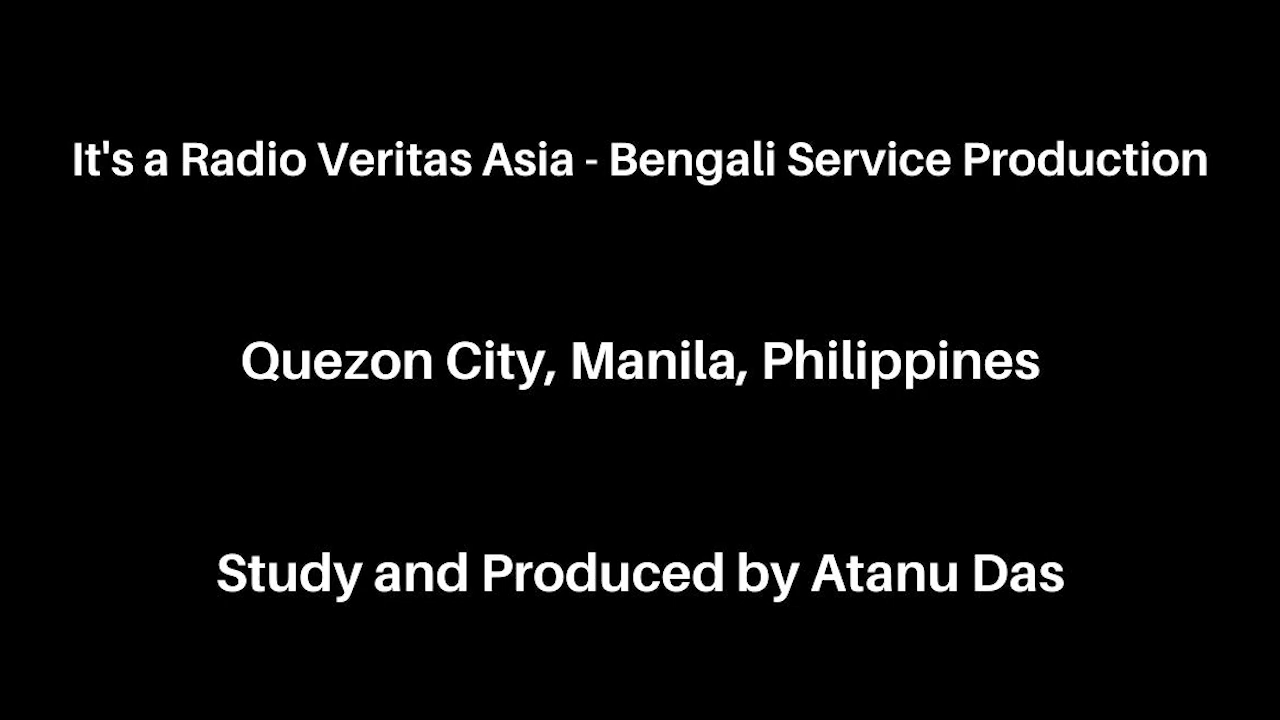 It's a Radio Veritas Asia - Bengali Service Production
Quezon City, Manila, Philippines
Study and Produced by Atanu Das